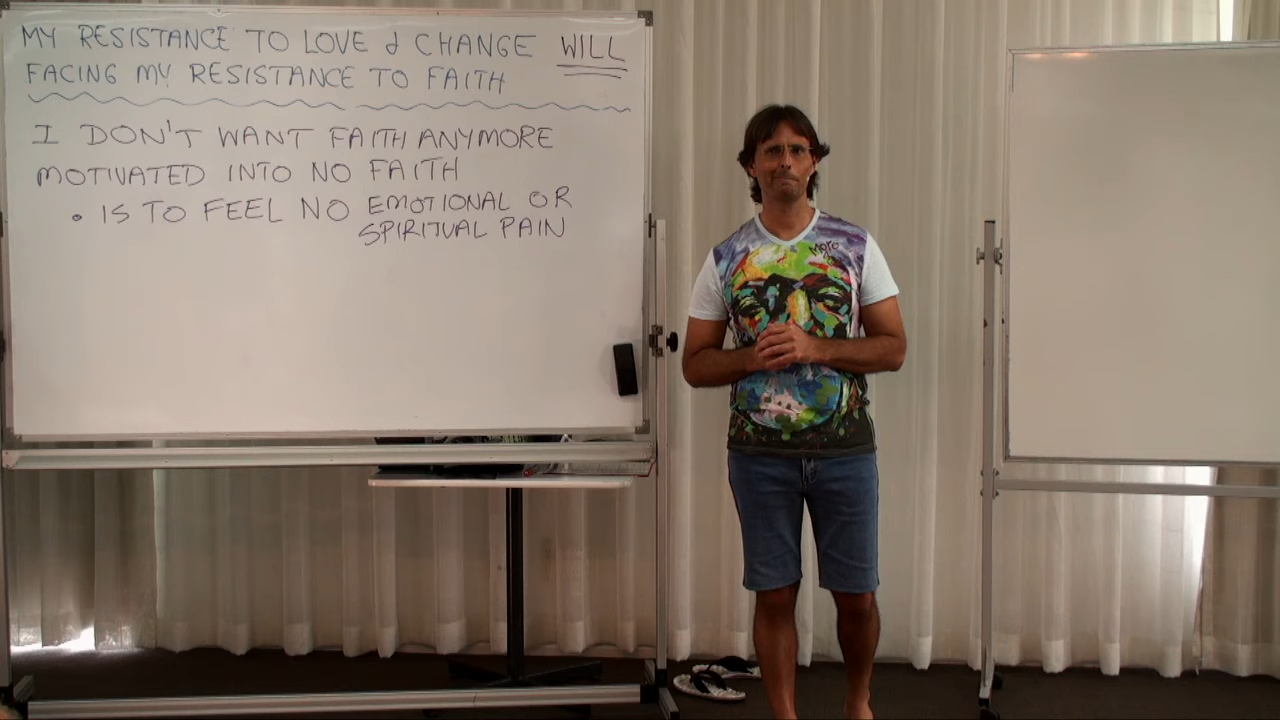 MY RESISTANCE TO LOVE & CHANGE WILL
FACING MY RESISTANCE TO FAITH
I DON'T WANT FAITH ANYMORE
MOTIVATED INTO NO FAITH
• IS TO FEEL NO EMOTIONAL OR
SPIRITUAL PAIN
Moro